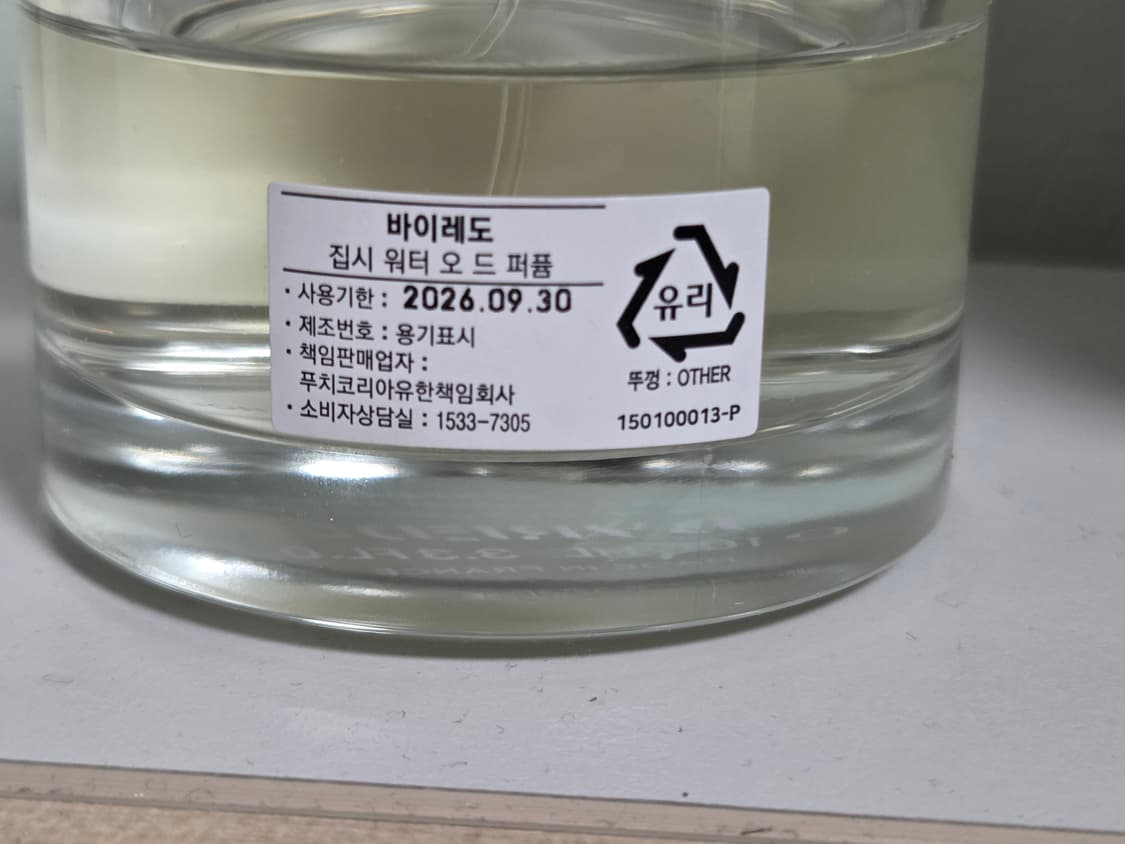 바이레도
집시 워터 오 드 퍼퓸
· 사용기한 : 2026.09.30
· 제조번호 : 용기표시
· 책임판매업자 :
푸치코리아유한책임회사
· 소비자상담실 : 1533-7305
유리
뚜껑 : OTHER
150100013-P